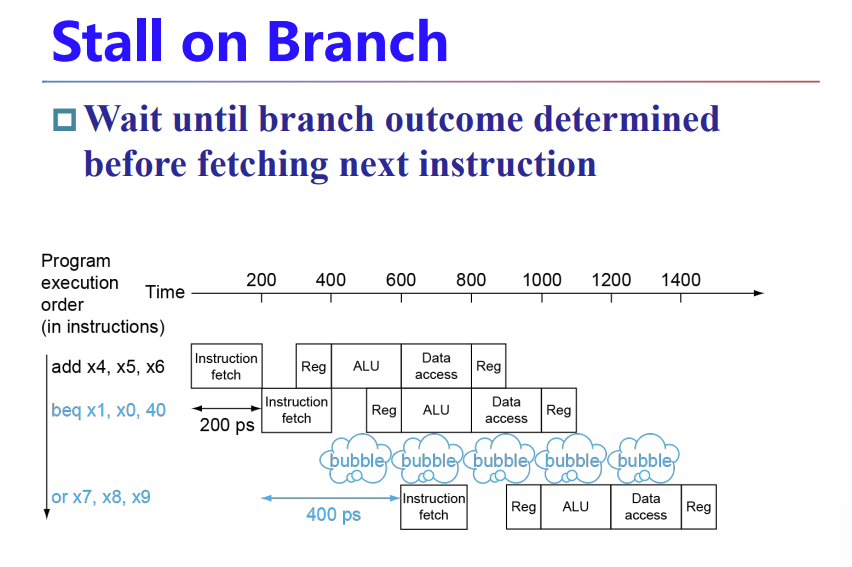 Stall on Branch
Wait until branch outcome determined
before fetching next instruction
Program
execution
order
(in instructions)
Time
200 400 600 800 1000 1200 1400
add x4, x5, x6
Instruction
fetch
Reg
ALU
Data
access
Reg
beq x1, x0, 40
200 ps
Instruction
fetch
Reg
ALU
Data
access
Reg
bubble bubble bubble bubble bubble
or x7, x8, x9
400 ps
Instruction
fetch
Reg
ALU
Data
access
Reg